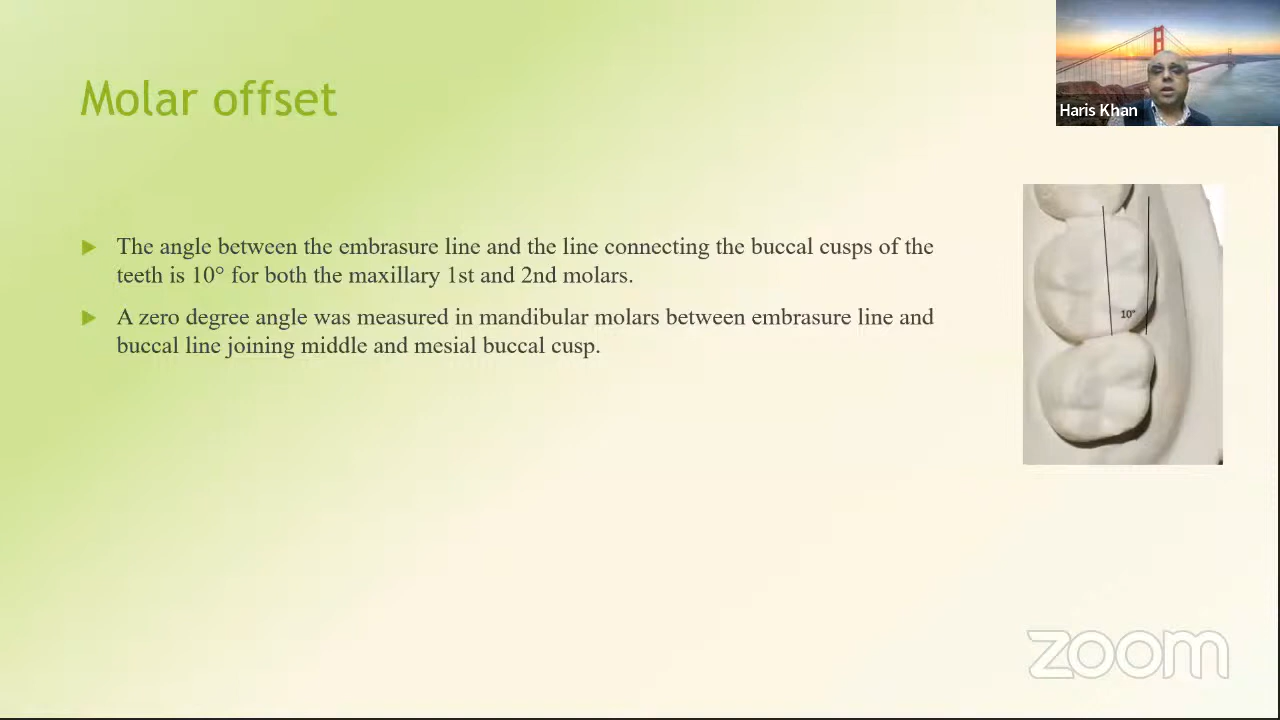 Molar offset
Haris Khan
The angle between the embrasure line and the line connecting the buccal cusps of the
teeth is 10° for both the maxillary 1st and 2nd molars.
A zero degree angle was measured in mandibular molars between embrasure line and
buccal line joining middle and mesial buccal cusp.
10°
zoom